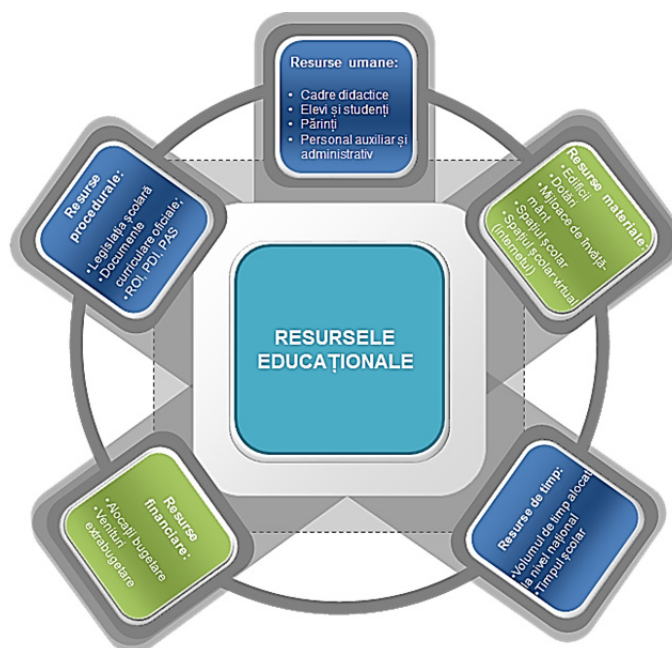 Resurse umane:
• Cadre didactice
• Elevi și studenți
• Părinți
• Personal auxiliar și
administrativ
Resurse materiale:
• Edificii
• Dotări
• Mijloace de învăță-
mânt
• Spațiul școlar
• Spațiul școlar virtual
(internetul)
Resurse de timp:
• Volumul de timp alocat
la nivel național
• Timpul școlar
Resurse
financiare:
• Alocații bugetare
• Venituri
extrabugetare
Resurse
procedurale:
• Legislația școlară
• Documente
curriculare oficiale;
• ROI, PDI, PAS
RESURSELE
EDUCAȚIONALE